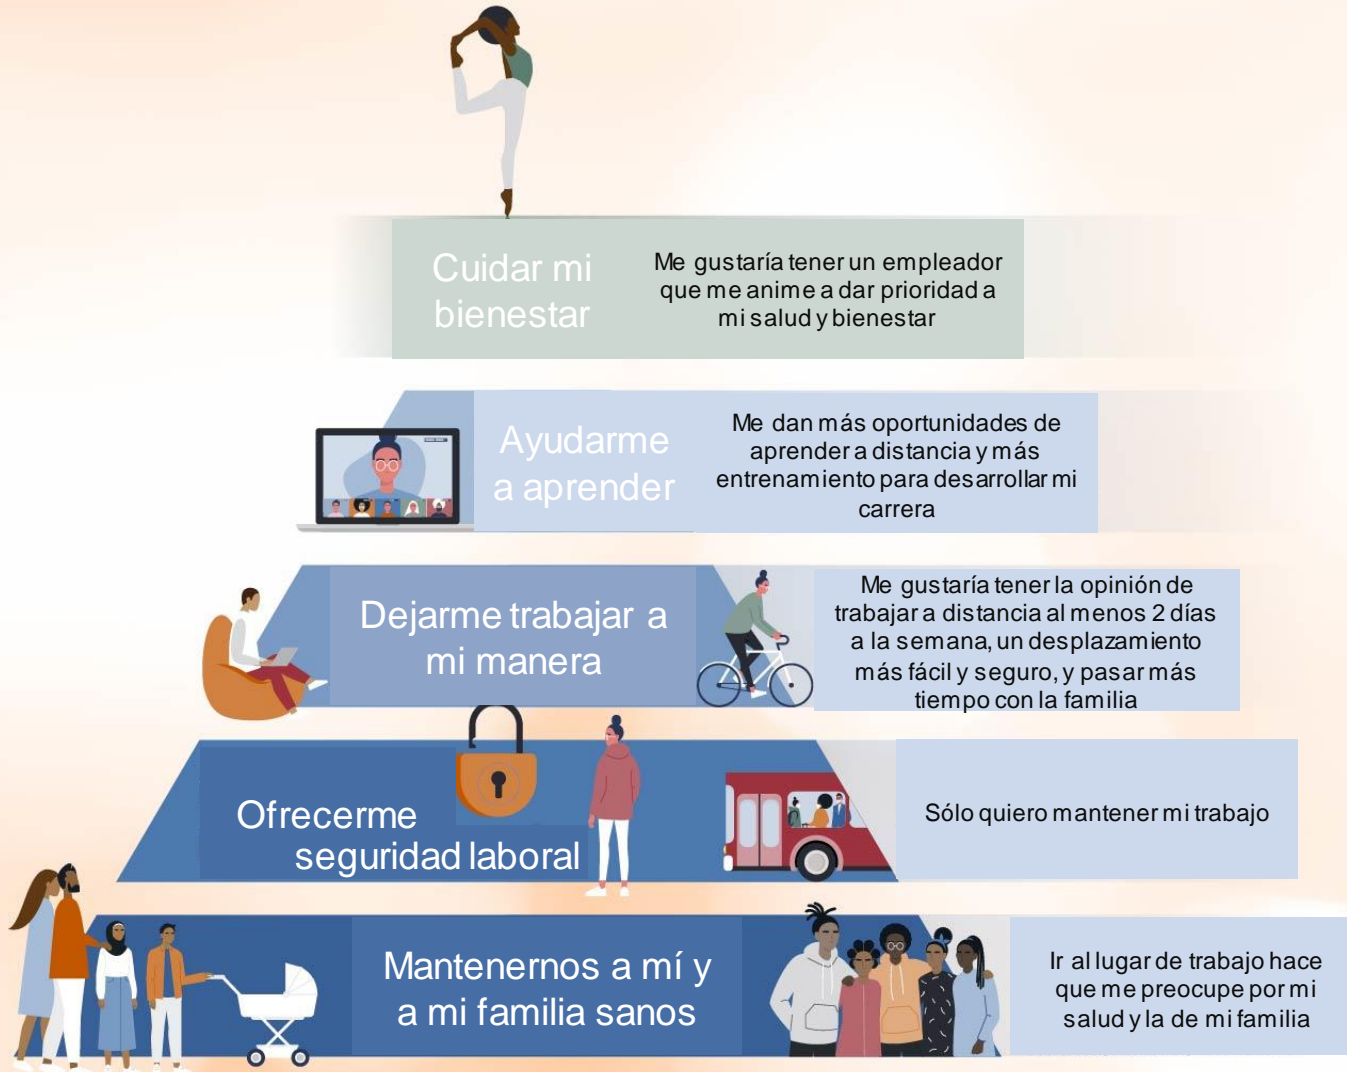 Cuidar mi
bienestar
Me gustaría tener un empleador
que me anime a dar prioridad a
mi salud y bienestar
Ayudarme
a aprender
Me dan más oportunidades de
aprender a distancia y más
entrenamiento para desarrollar mi
carrera
Dejarme trabajar a
mi manera
Me gustaría tener la opinión de
trabajar a distancia al menos 2 días
a la semana, un desplazamiento
más fácil y seguro, y pasar más
tiempo con la familia
Ofrecerme
seguridad laboral
Sólo quiero mantener mi trabajo
Mantenernos a mí y
a mi familia sanos
Ir al lugar de trabajo hace
que me preocupe por mi
salud y la de mi familia